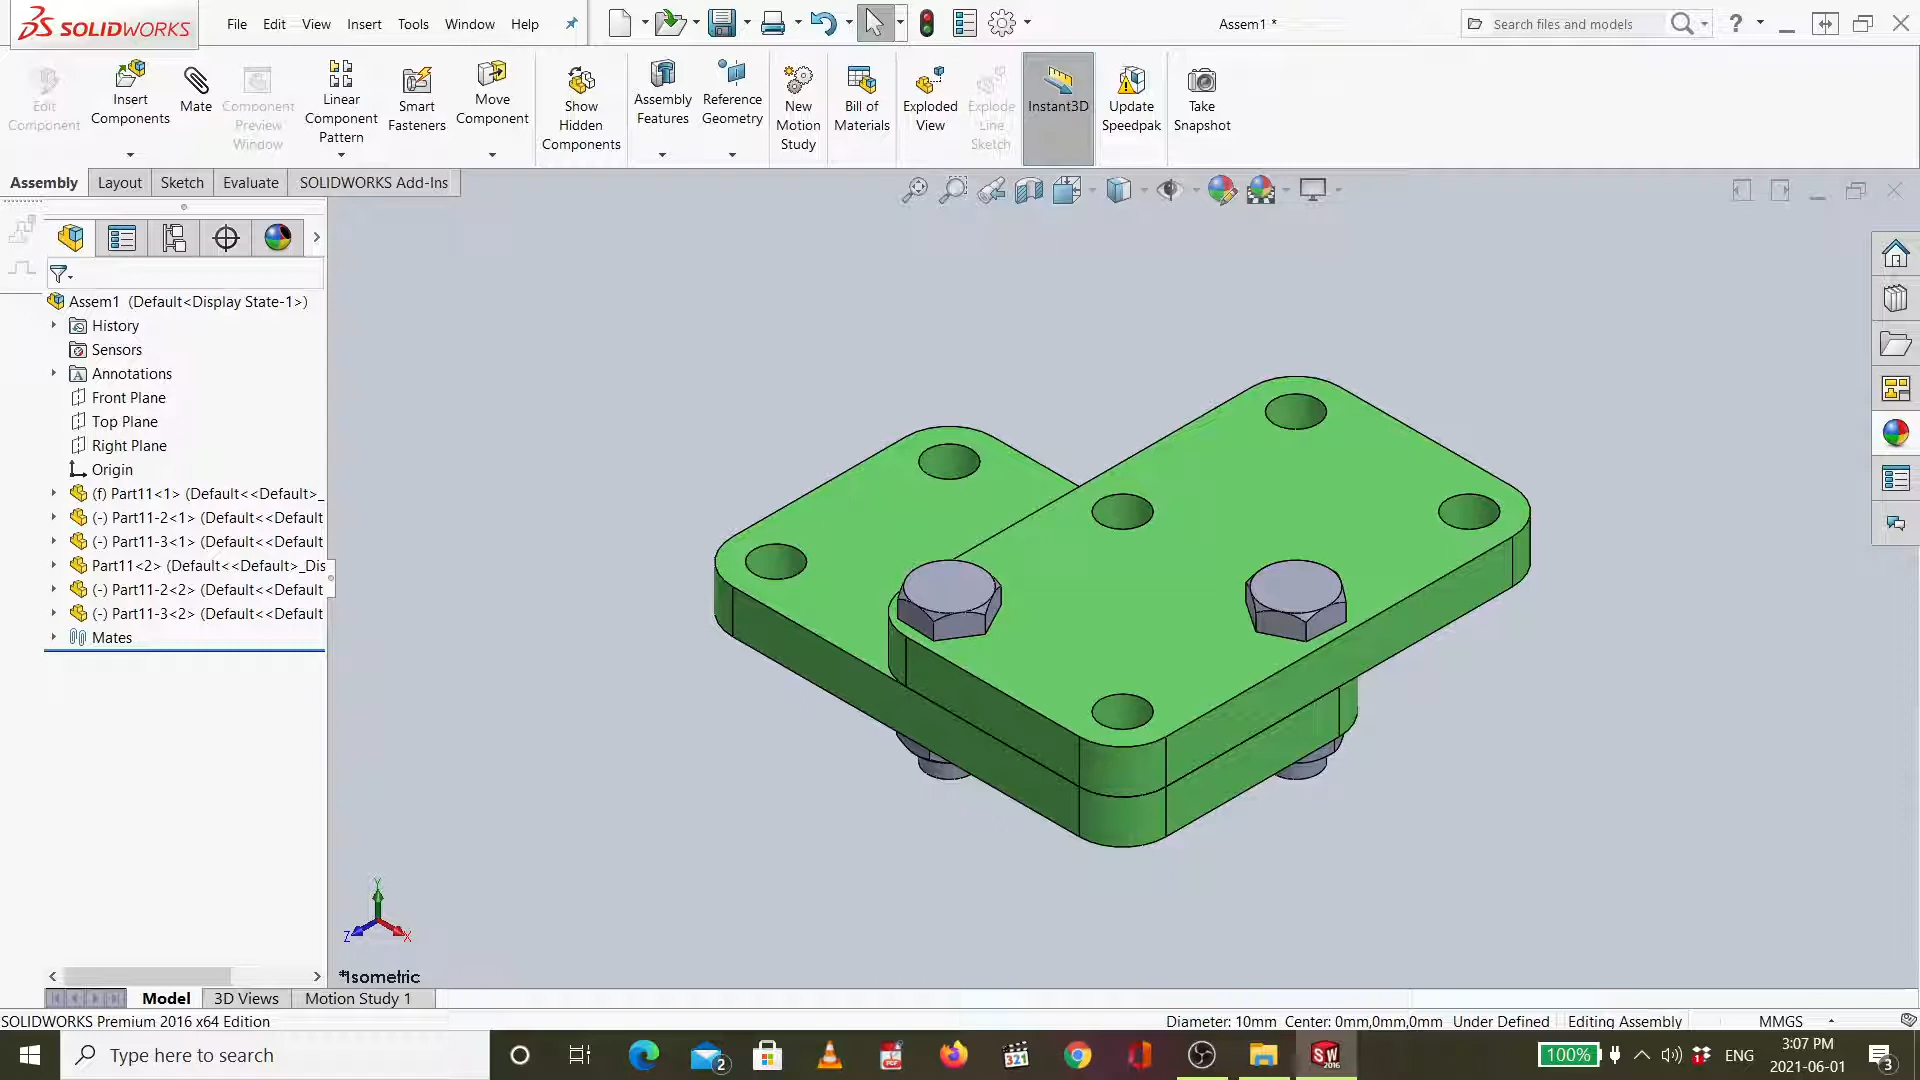 SOLIDWORKS File Edit View Insert Tools Window Help Assem1 * Search files and models ?
Edit Component
Insert Components
Mate
Component Preview Window
Linear Component Pattern
Smart Fasteners
Move Component
Show Hidden Components
Assembly Features
Reference Geometry
New Motion Study
Bill of Materials
Exploded View
Explode Line Sketch
Instant3D
Update Speedpak
Take Snapshot
Assembly Layout Sketch Evaluate SOLIDWORKS Add-Ins
Assem1 (Default<Display State-1>)
History
Sensors
Annotations
Front Plane
Top Plane
Right Plane
Origin
(f) Part11<1> (Default<<Default>_
(-) Part11-2<1> (Default<<Default
(-) Part11-3<1> (Default<<Default
Part11<2> (Default<<Default>_Dis
(-) Part11-2<2> (Default<<Default
(-) Part11-3<2> (Default<<Default
Mates
Y
Z X
*Isometric
Model 3D Views Motion Study 1
SOLIDWORKS Premium 2016 x64 Edition Diameter: 10mm Center: 0mm,0mm,0mm Under Defined Editing Assembly MMGS
Type here to search 2 321 SW 2016 100% ENG 3:07 PM 3
2021-06-01